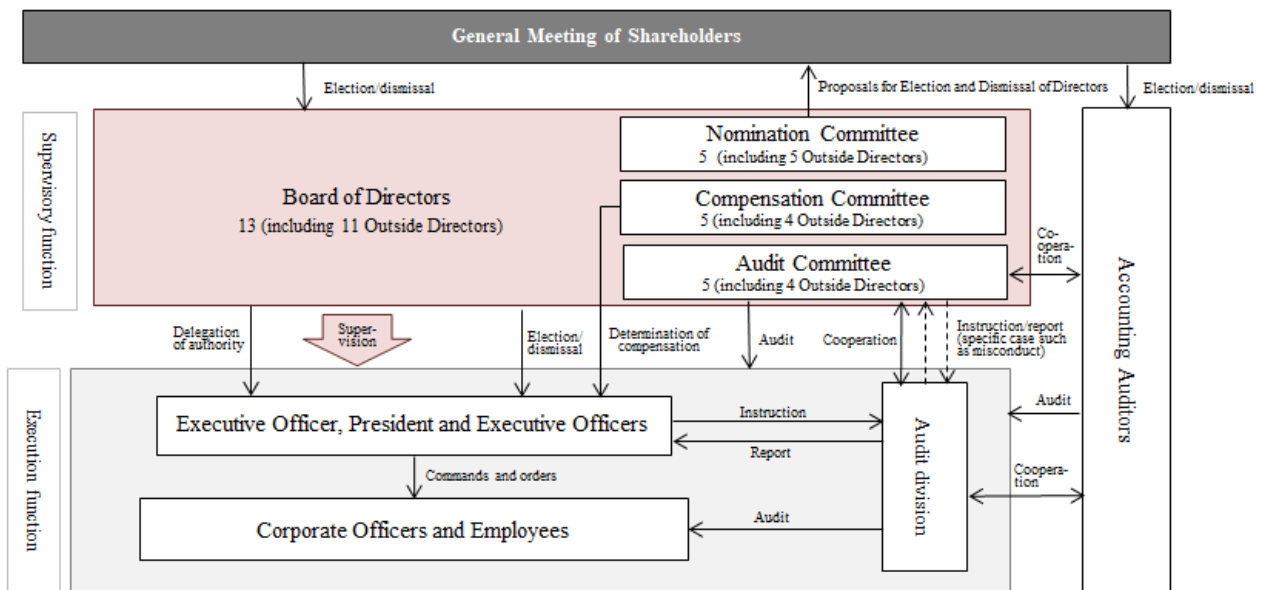 General Meeting of Shareholders
Election/dismissal
Proposals for Election and Dismissal of Directors
Election/dismissal
Supervisory function
Board of Directors
13 (including 11 Outside Directors)
Nomination Committee
5 (including 5 Outside Directors)
Compensation Committee
5 (including 4 Outside Directors)
Audit Committee
5 (including 4 Outside Directors)
Co-
opera-
tion
Accounting Auditors
Delegation
of authority
Super-
vision
Election/
dismissal
Determination of
compensation
Audit
Cooperation
Instruction/report
(specific case such
as misconduct)
Execution function
Executive Officer, President and Executive Officers
Instruction
Report
Audit division
Audit
Coopera-
tion
Commands and orders
Corporate Officers and Employees
Audit